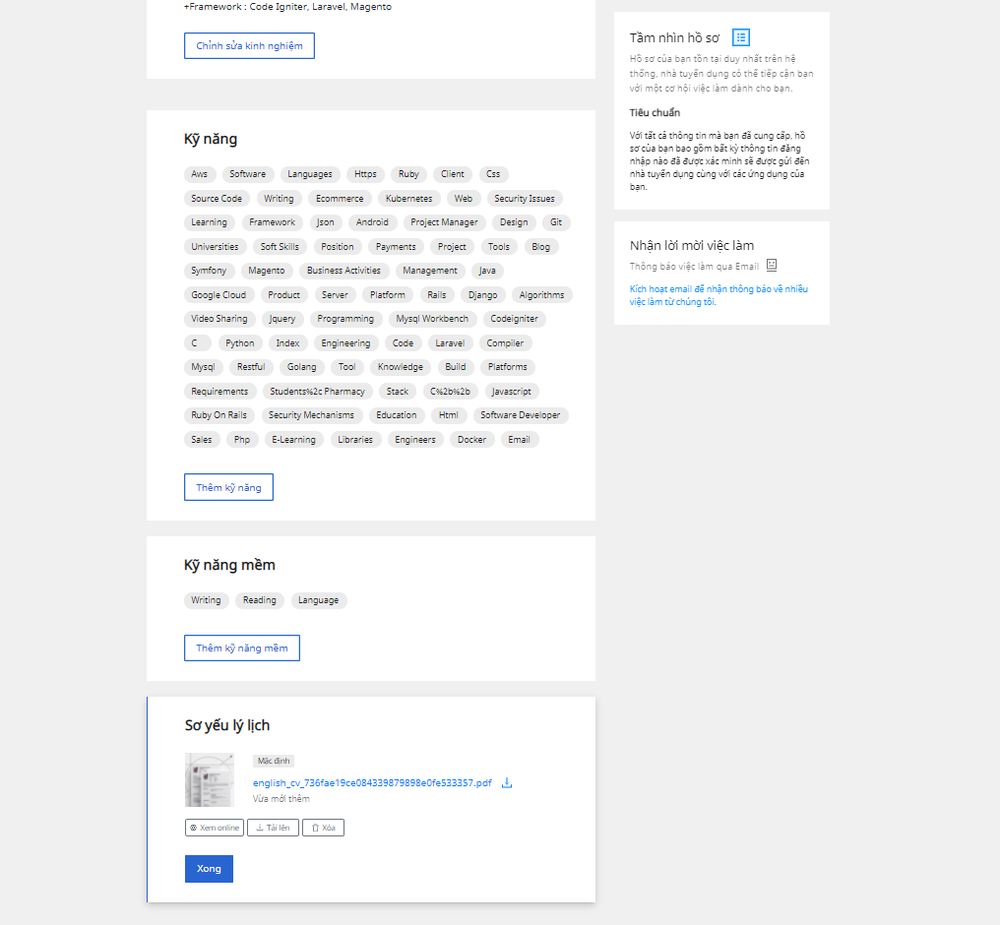 +Framework : Code Igniter, Laravel, Magento
Chỉnh sửa kinh nghiệm
Kỹ năng
Aws Software Languages Https Ruby Client Css
Source Code Writing Ecommerce Kubernetes Web Security Issues
Learning Framework Json Android Project Manager Design Git
Universities Soft Skills Position Payments Project Tools Blog
Symfony Magento Business Activities Management Java
Google Cloud Product Server Platform Rails Django Algorithms
Video Sharing Jquery Programming Mysql Workbench Codeigniter
C Python Index Engineering Code Laravel Compiler
Mysql Restful Golang Tool Knowledge Build Platforms
Requirements Students%2c Pharmacy Stack C%2b%2b Javascript
Ruby On Rails Security Mechanisms Education Html Software Developer
Sales Php E-Learning Libraries Engineers Docker Email
Thêm kỹ năng
Kỹ năng mềm
Writing Reading Language
Thêm kỹ năng mềm
Sơ yếu lý lịch
Mặc định
english_cv_736fae19ce084339879898e0fe533357.pdf
Vừa mới thêm
Xem online Tải lên Xóa
Xong
Tầm nhìn hồ sơ
Hồ sơ của bạn tồn tại duy nhất trên hệ
thống, nhà tuyển dụng có thể tiếp cận bạn
với một cơ hội việc làm dành cho bạn.
Tiêu chuẩn
Với tất cả thông tin mà bạn đã cung cấp, hồ
sơ của bạn bao gồm bất kỳ thông tin đăng
nhập nào đã được xác minh sẽ được gửi đến
nhà tuyển dụng cùng với các ứng dụng của
bạn.
Nhận lời mời việc làm
Thông báo việc làm qua Email
Kích hoạt email để nhận thông báo về nhiều
việc làm từ chúng tôi.